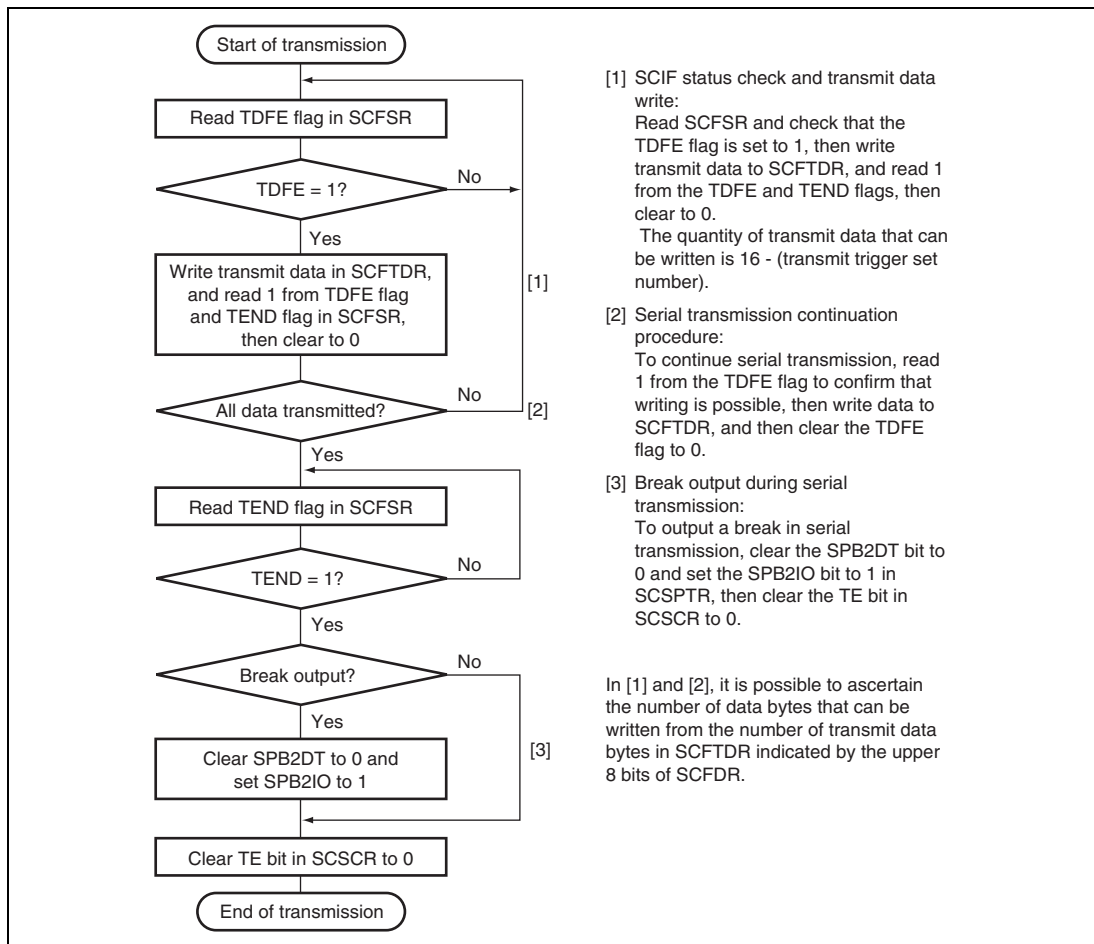 Start of transmission
Read TDFE flag in SCFSR
TDFE = 1?
No
Yes
Write transmit data in SCFTDR,
and read 1 from TDFE flag
and TEND flag in SCFSR,
then clear to 0
[1]
All data transmitted?
No
[2]
Yes
Read TEND flag in SCFSR
TEND = 1?
No
Yes
Break output?
No
Yes
Clear SPB2DT to 0 and
set SPB2IO to 1
[3]
Clear TE bit in SCSCR to 0
End of transmission
[1] SCIF status check and transmit data
write:
Read SCFSR and check that the
TDFE flag is set to 1, then write
transmit data to SCFTDR, and read 1
from the TDFE and TEND flags, then
clear to 0.
The quantity of transmit data that can
be written is 16 - (transmit trigger set
number).
[2] Serial transmission continuation
procedure:
To continue serial transmission, read
1 from the TDFE flag to confirm that
writing is possible, then write data to
SCFTDR, and then clear the TDFE
flag to 0.
[3] Break output during serial
transmission:
To output a break in serial
transmission, clear the SPB2DT bit to
0 and set the SPB2IO bit to 1 in
SCSPTR, then clear the TE bit in
SCSCR to 0.
In [1] and [2], it is possible to ascertain
the number of data bytes that can be
written from the number of transmit data
bytes in SCFTDR indicated by the upper
8 bits of SCFDR.